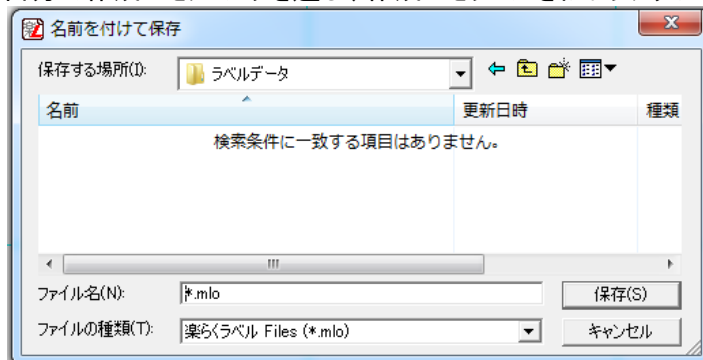 名前を付けて保存
保存する場所(I):
ラベルデータ
名前
更新日時
種類
検索条件に一致する項目はありません。
ファイル名(N):
*.mlo
保存(S)
ファイルの種類(T):
楽らくラベル Files (*.mlo)
キャンセル